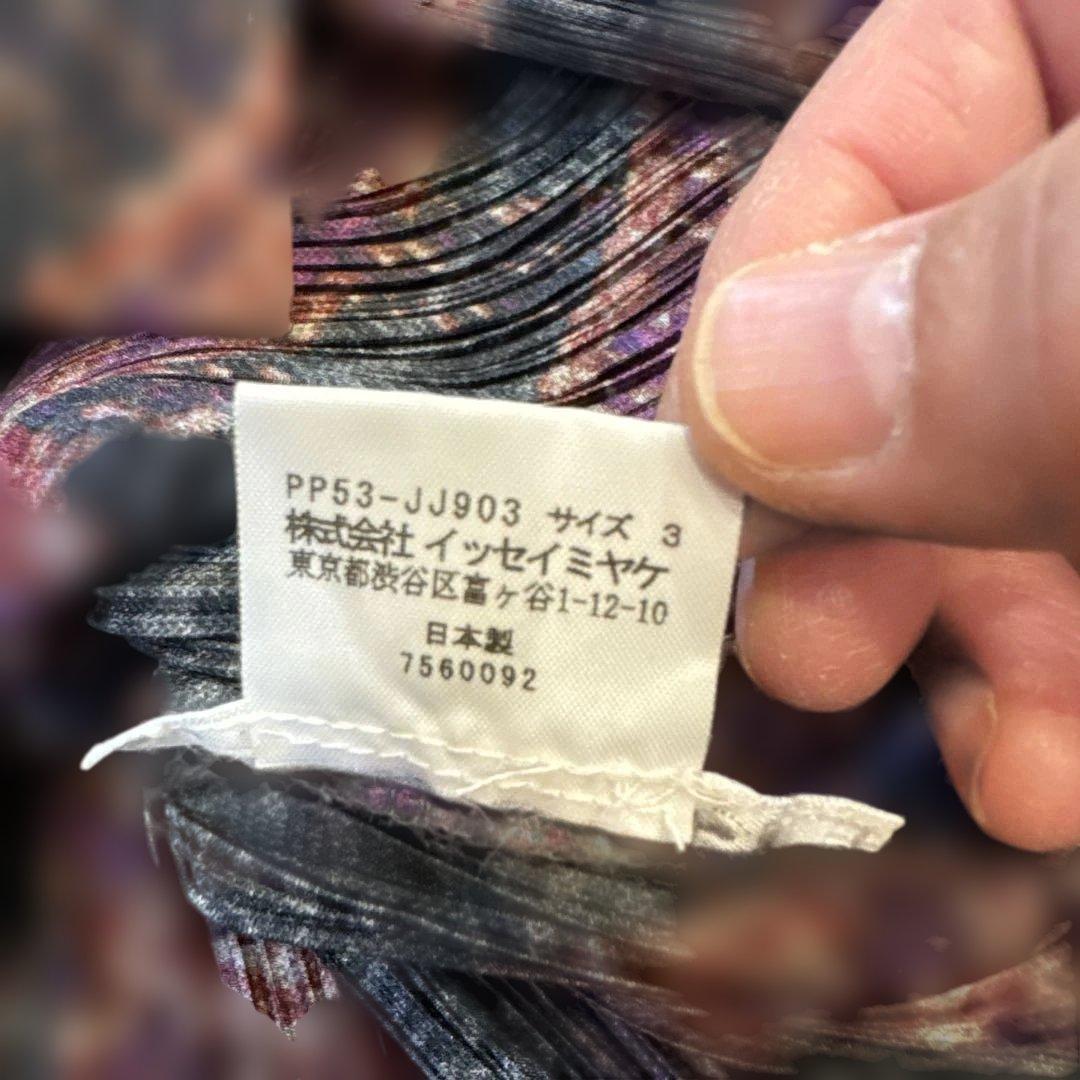 PP53-JJ903 サイズ 3
株式会社 イッセイミヤケ
東京都渋谷区富ヶ谷1-12-10
日本製
7560092